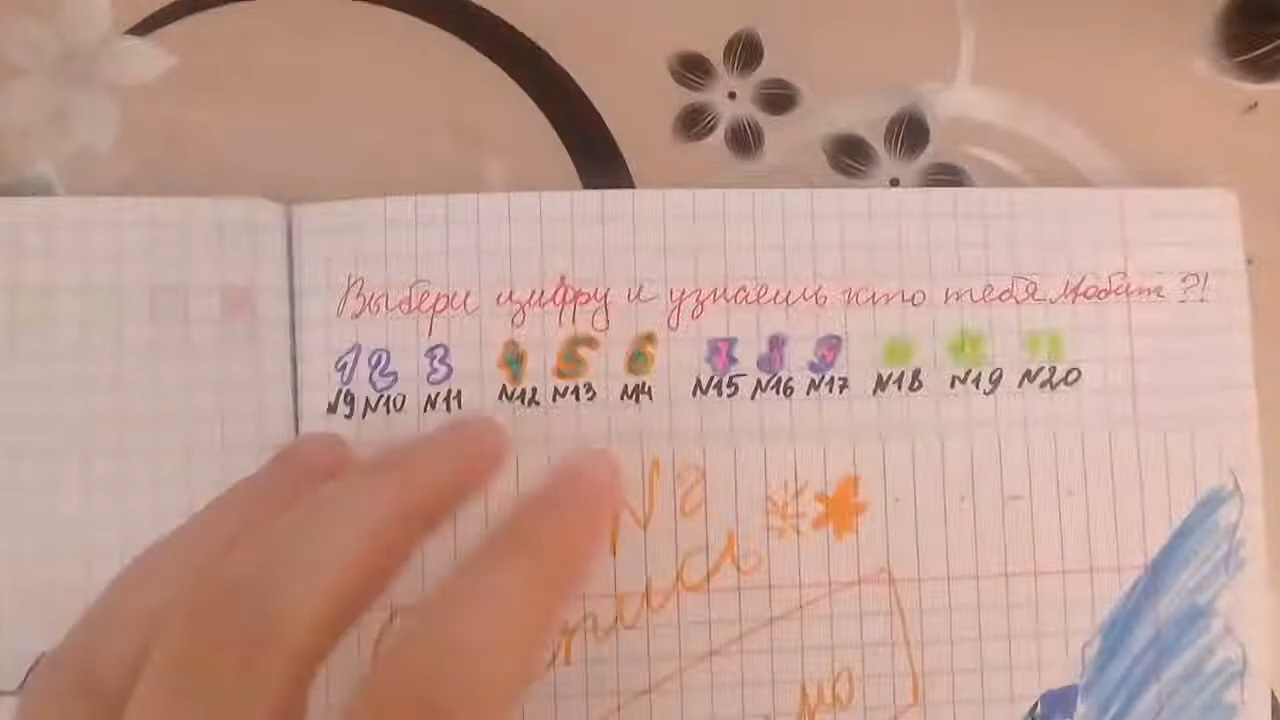 Выбери цифру и узнаешь кто тебя любит ?!
1 2 3 4 5 6 7 8 9
N9 N10 N11 N12 N13 N14 N15 N16 N17 N18 N19 N20
N 8